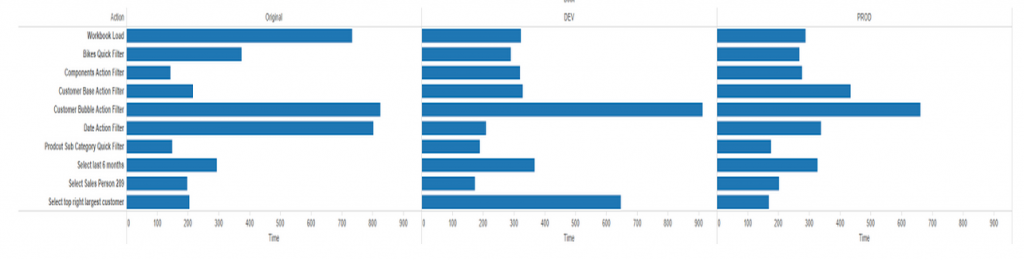 Action Original DEV PROD
Workbook Load
Bikes Quick Filter
Components Action Filter
Customer Base Action Filter
Customer Bubble Action Filter
Date Action Filter
Prodcut Sub Category Quick Filter
Select last 6 months
Select Sales Person 289
Select top right largest customer
0 100 200 300 400 500 600 700 800 900 0 100 200 300 400 500 600 700 800 900 0 100 200 300 400 500 600 700 800 900
Time Time Time